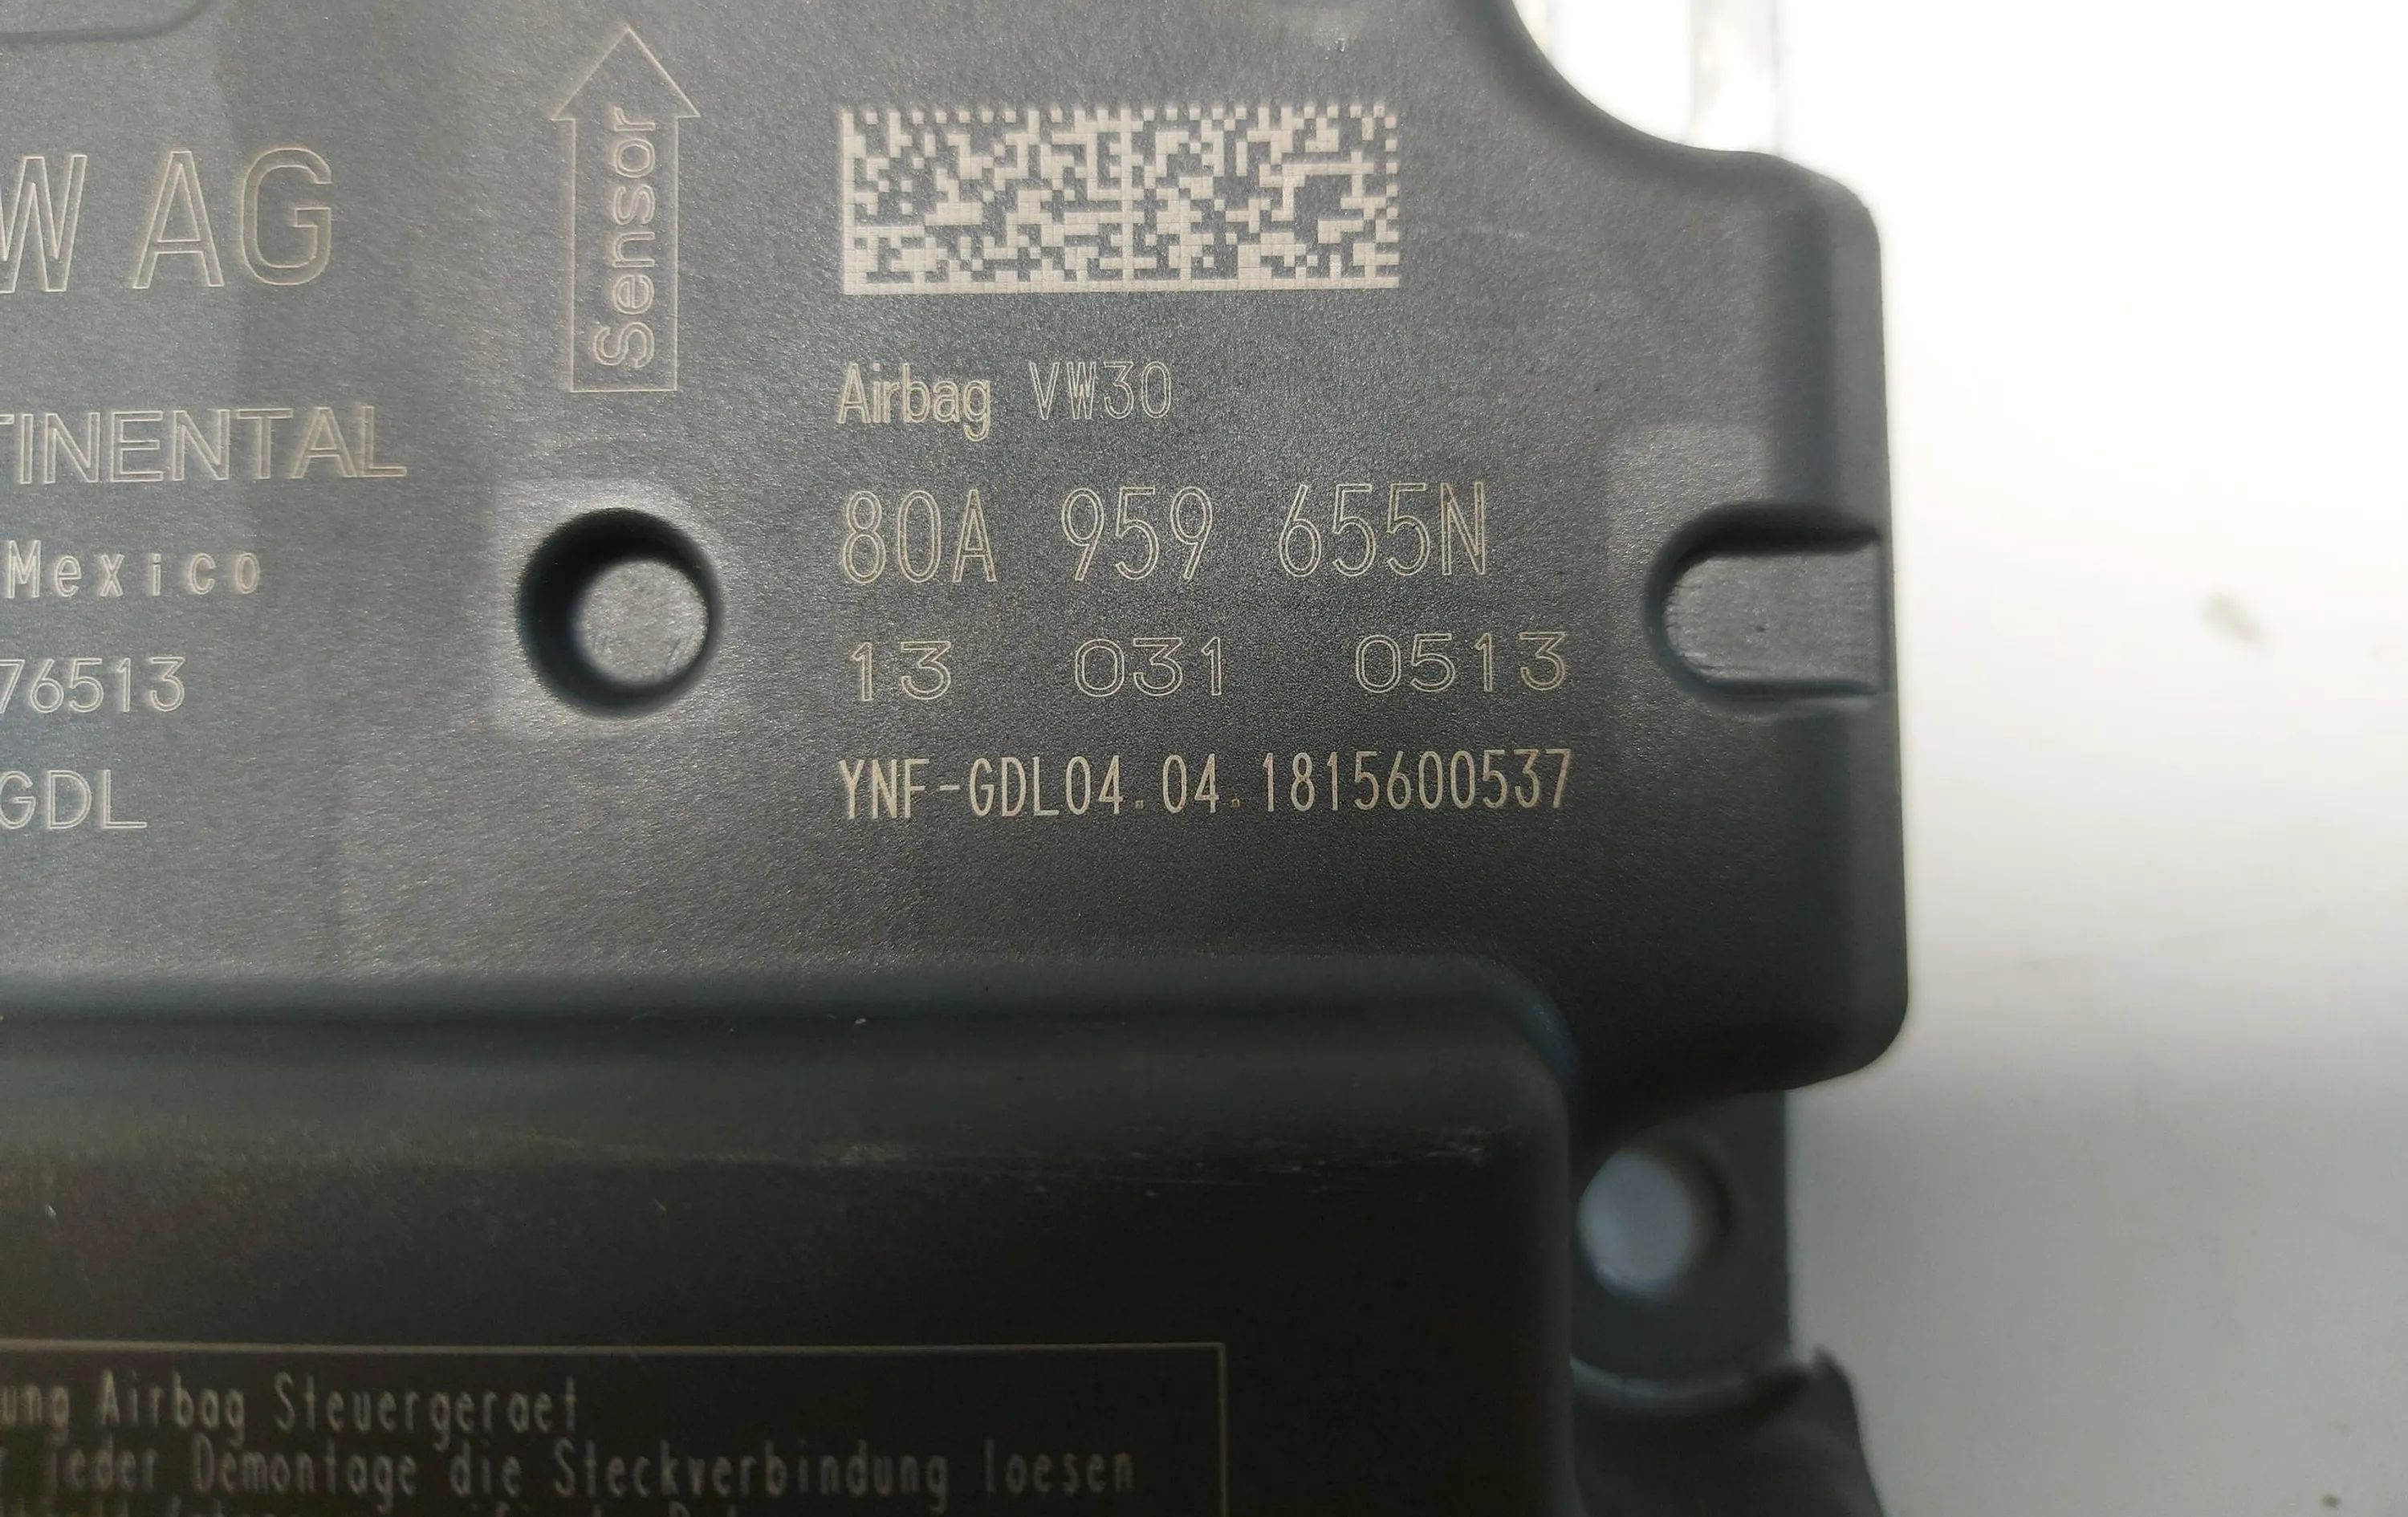 W AG
TINENTAL
Mexico
76513
GDL
Sensor
Airbag VW30
80A 959 655N
13 031 0513
YNF-GDL04.04.1815600537
ung Airbag Steuergeraet
jeder Demontage die Steckverbindung loesen